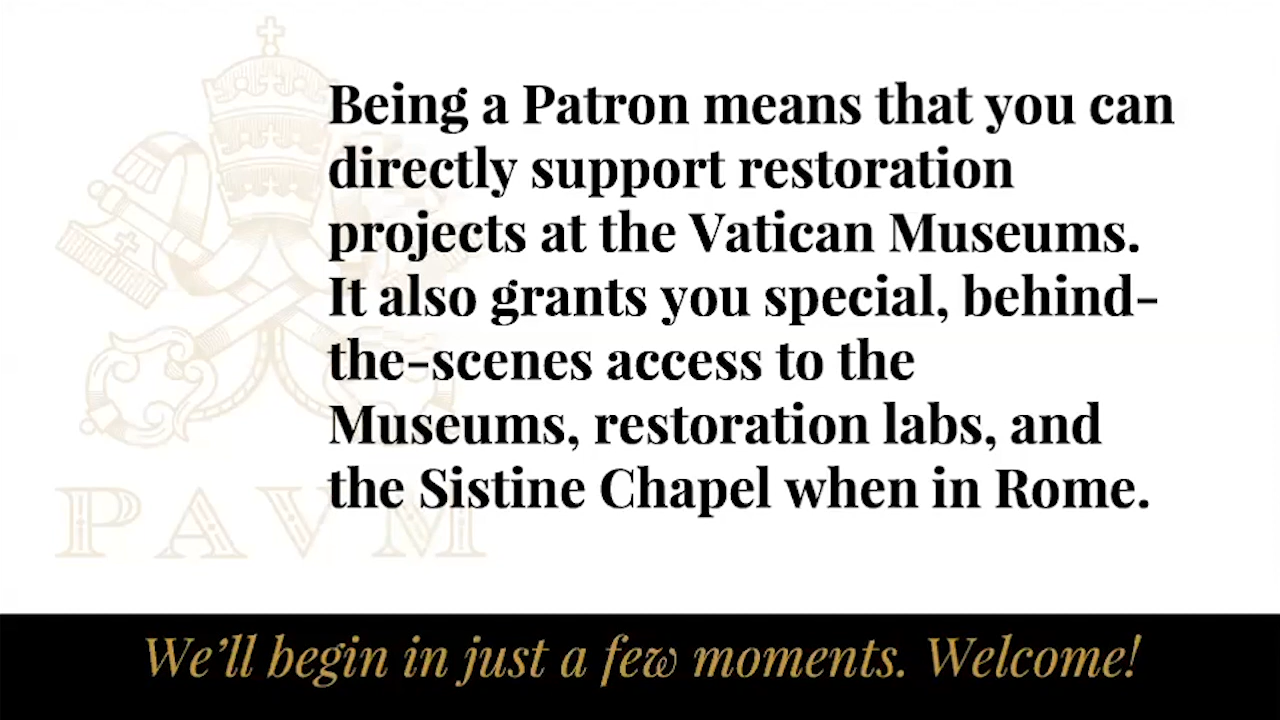 Being a Patron means that you can
directly support restoration
projects at the Vatican Museums.
It also grants you special, behind-
the-scenes access to the
Museums, restoration labs, and
the Sistine Chapel when in Rome.
PAVM
We'll begin in just a few moments. Welcome!